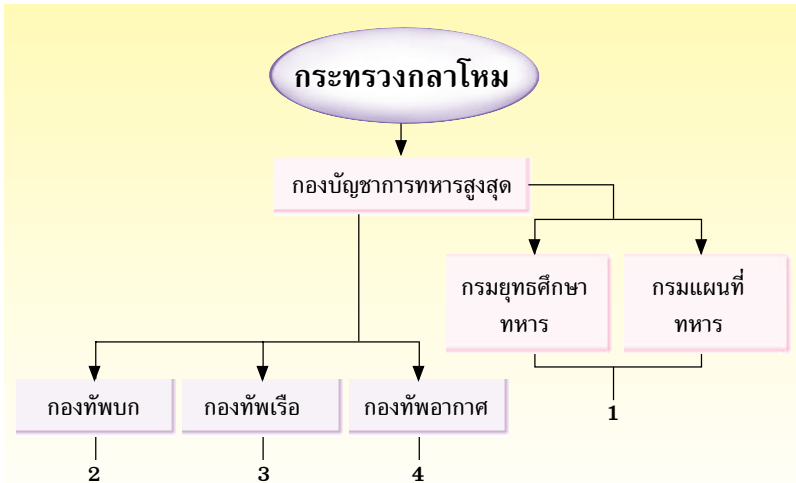 กระทรวงกลาโหม
กองบัญชาการทหารสูงสุด
กรมยุทธศึกษา
ทหาร
กรมแผนที่
ทหาร
กองทัพบก
กองทัพเรือ
กองทัพอากาศ
1
2
3
4